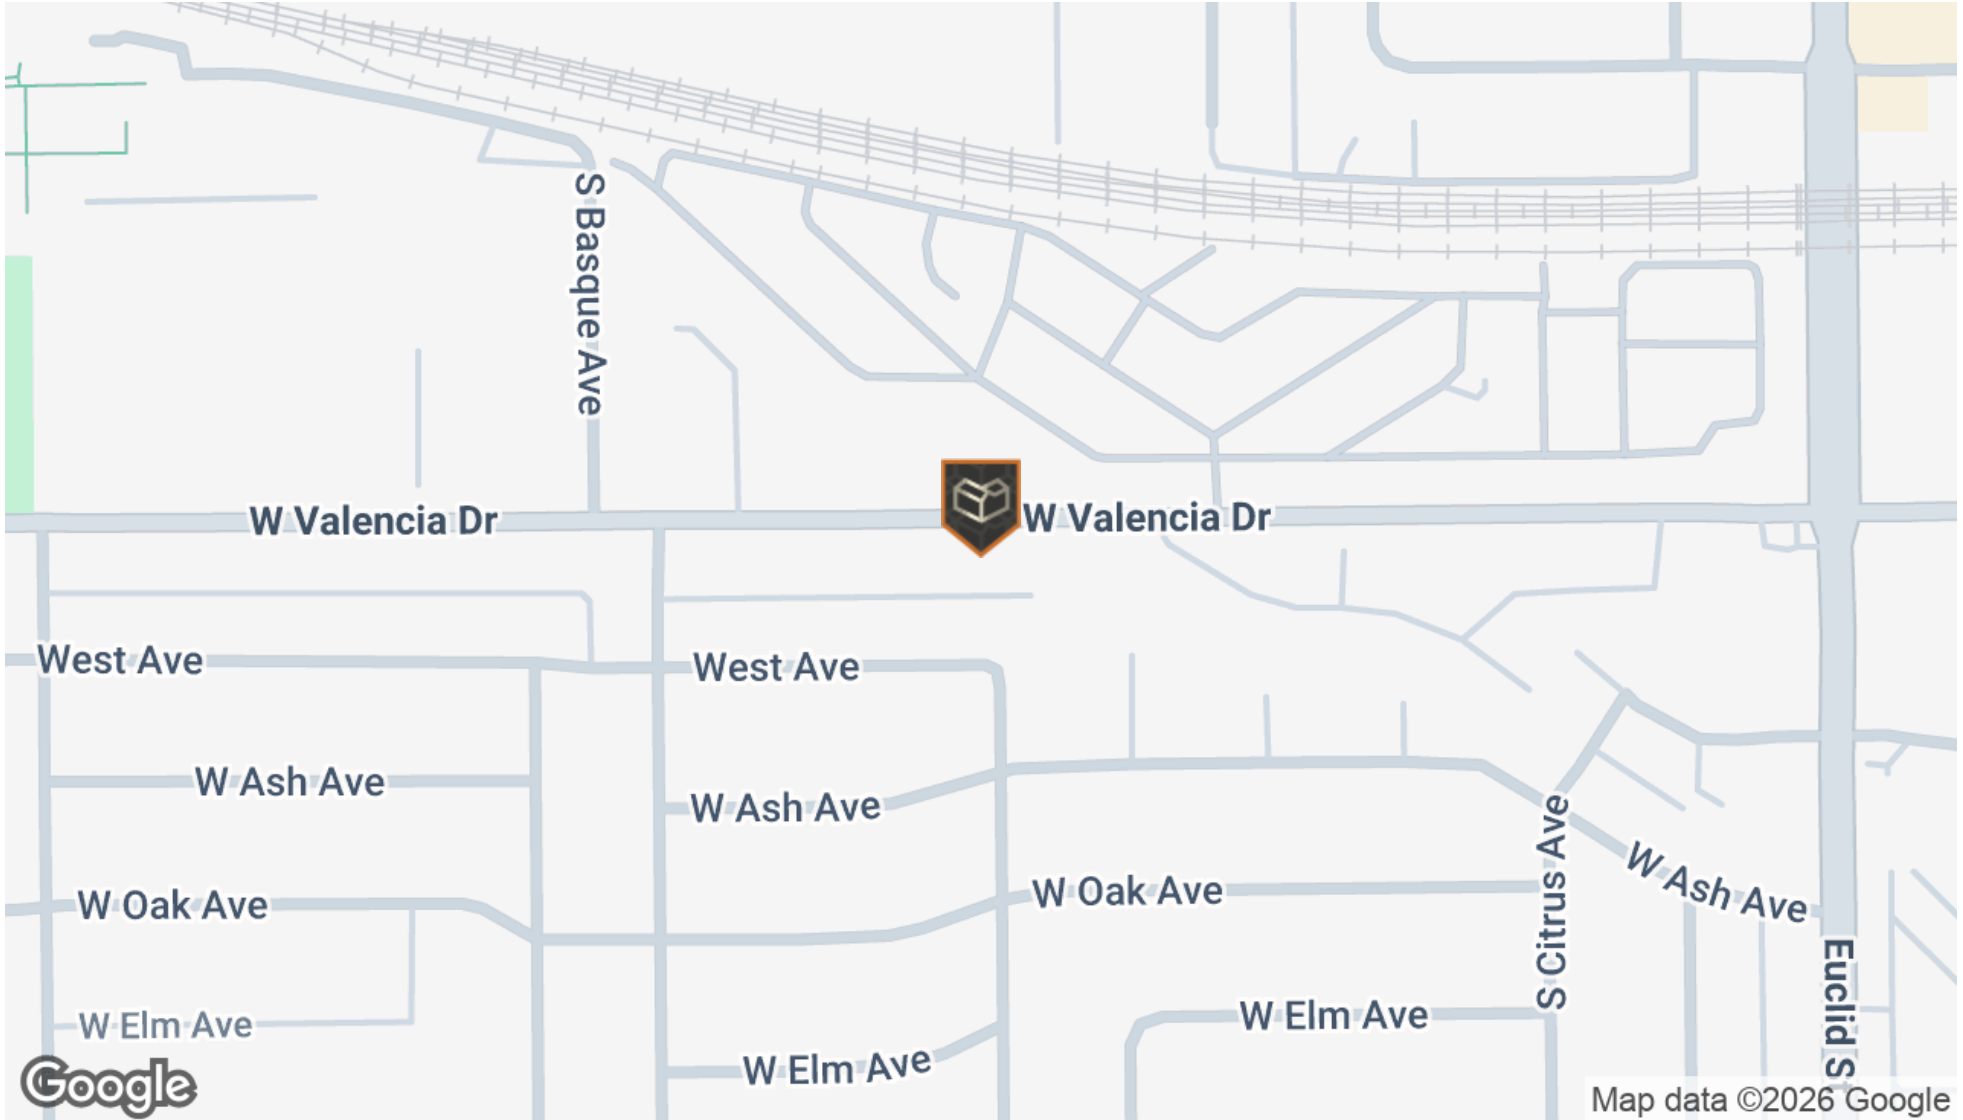 S Basque Ave
W Valencia Dr
W Valencia Dr
West Ave
West Ave
W Ash Ave
W Ash Ave
W Ash Ave
S Citrus Ave
W Oak Ave
W Oak Ave
Euclid St
W Elm Ave
W Elm Ave
W Elm Ave
Google
Map data ©2026 Google